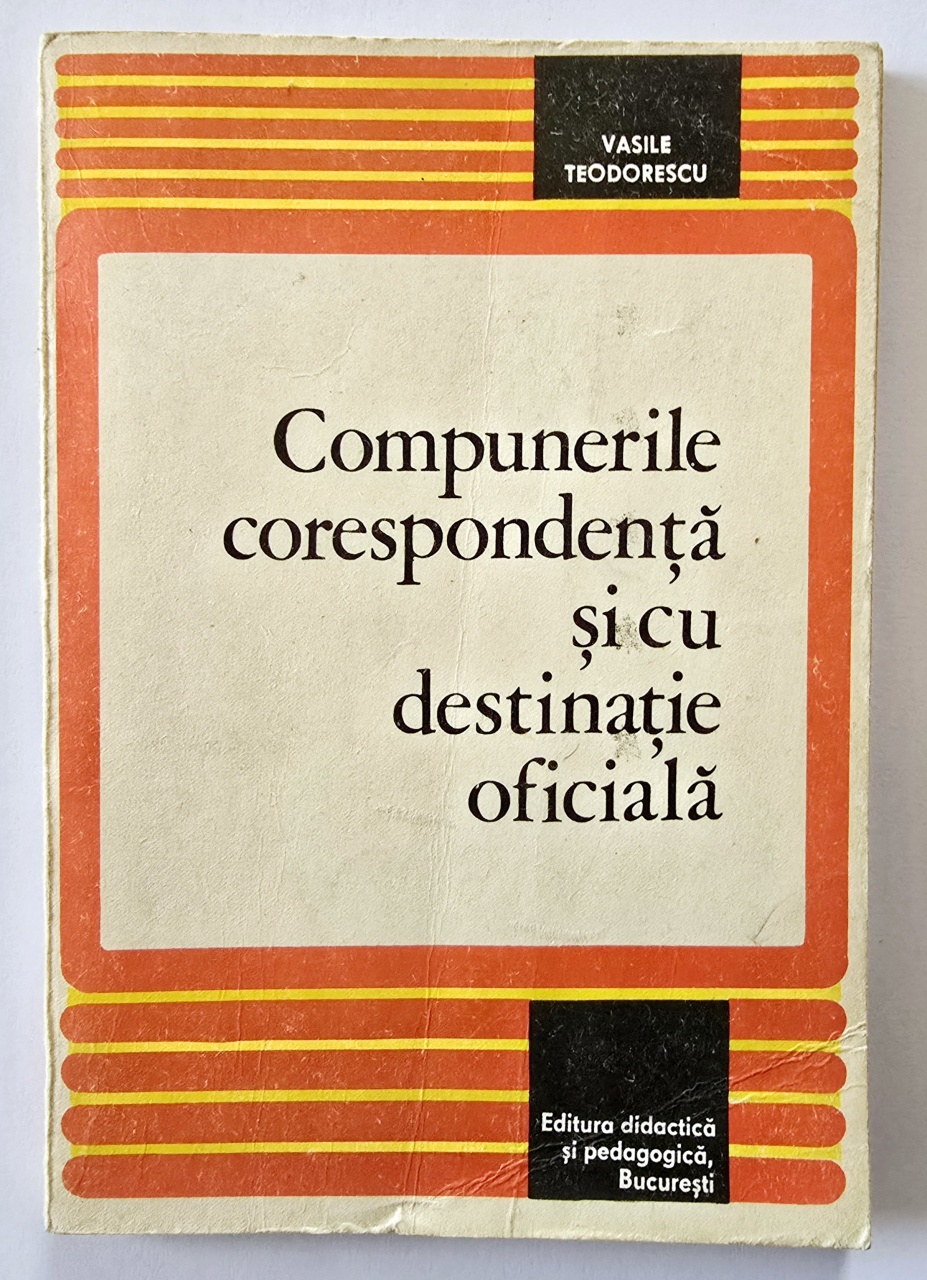 VASILE
TEODORESCU
Compunerile
corespondență
și cu
destinație
oficială
Editura didactică
și pedagogică,
București